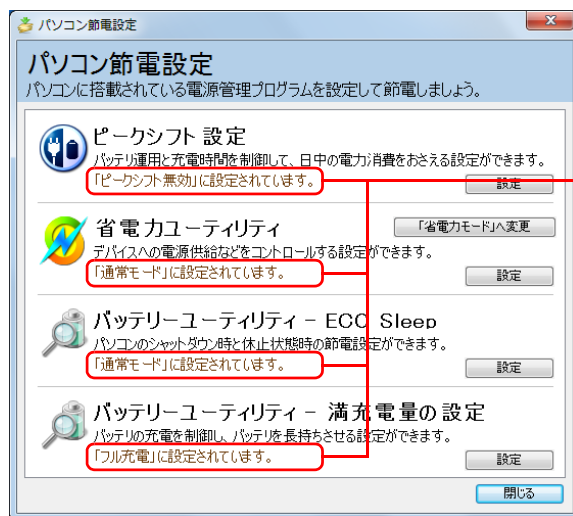 パソコン節電設定
パソコン節電設定
パソコンに搭載されている電源管理プログラムを設定して節電しましょう。
ピークシフト 設定
バッテリ運用と充電時間を制御して、日中の電力消費をおさえる設定ができます。
「ピークシフト無効」に設定されています。
設定
省電力ユーティリティ
「省電力モード」へ変更
デバイスへの電源供給などをコントロールする設定ができます。
「通常モード」に設定されています。
設定
バッテリーユーティリティ - ECO Sleep
パソコンのシャットダウン時と休止状態時の節電設定ができます。
「通常モード」に設定されています。
設定
バッテリーユーティリティ - 満充電量の設定
バッテリの充電を制御し、バッテリを長持ちさせる設定ができます。
「フル充電」に設定されています。
設定
閉じる